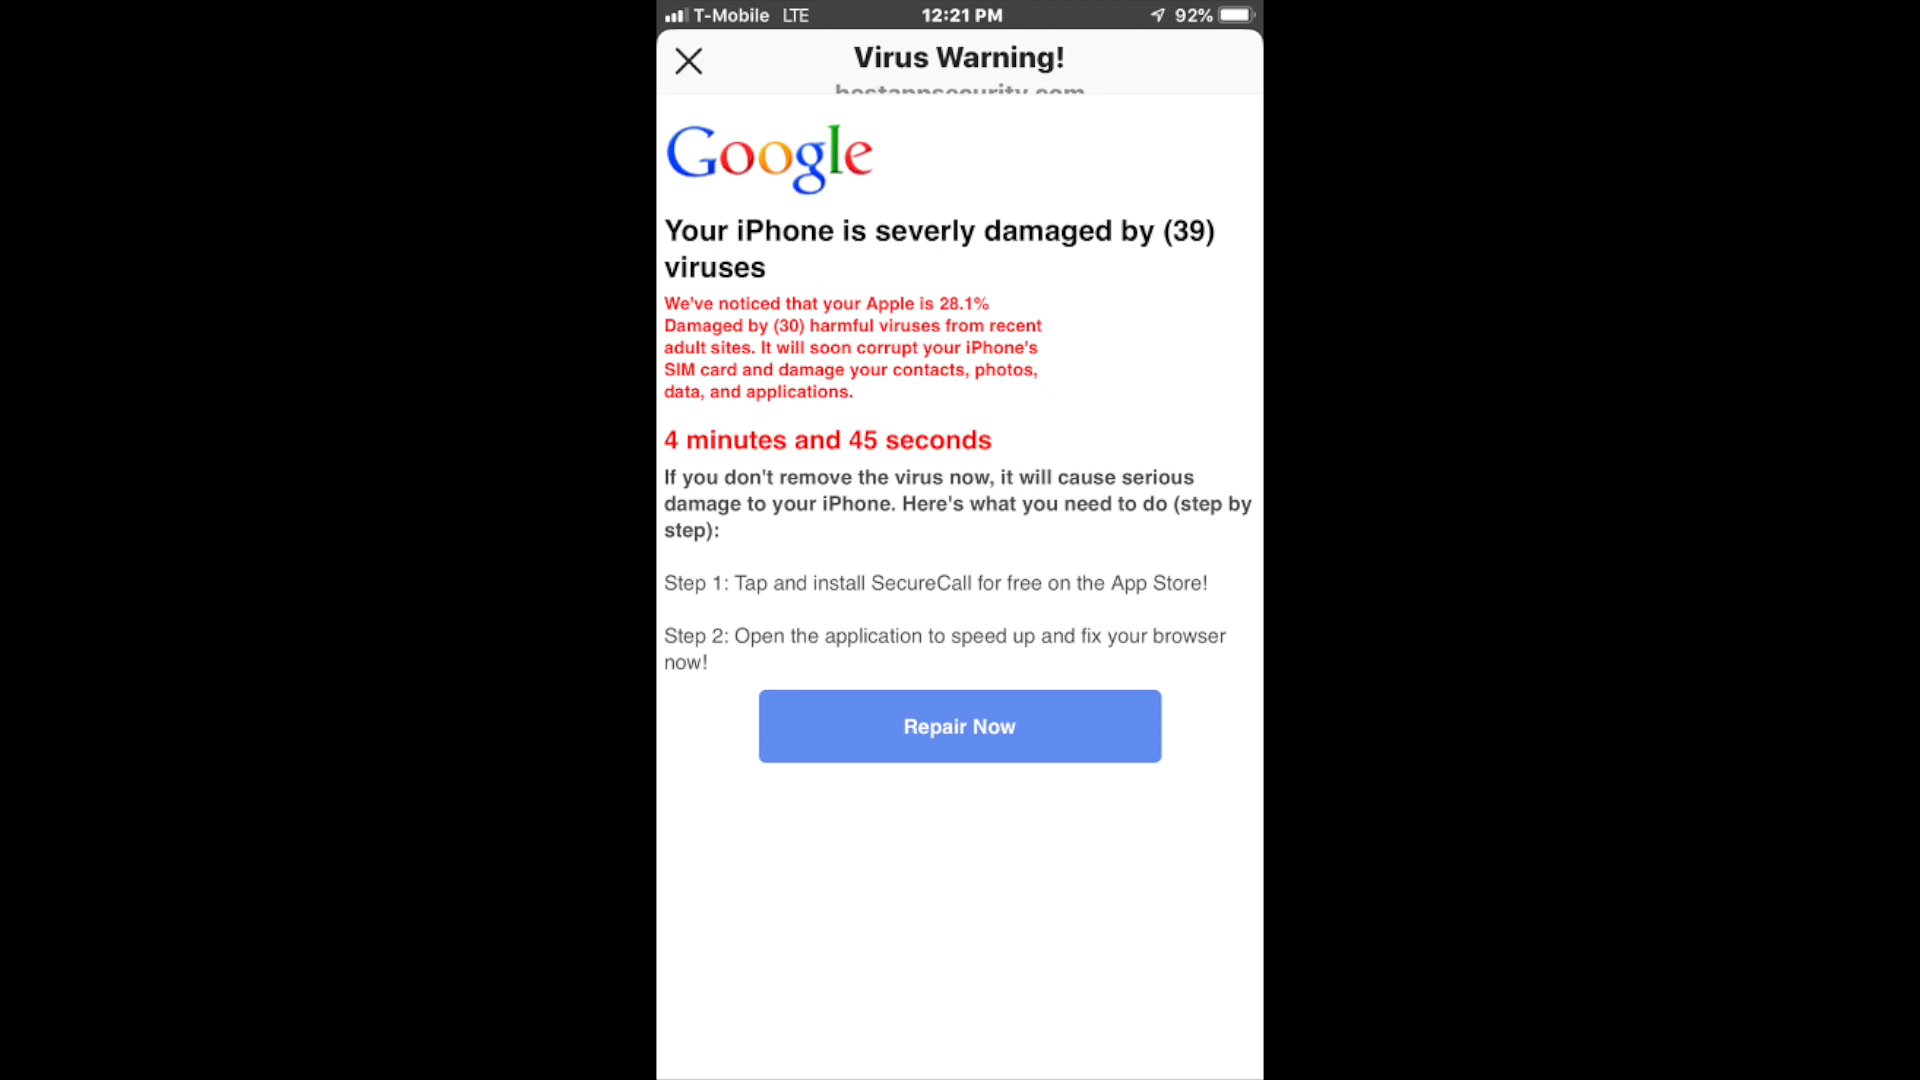 T-Mobile LTE 12:21 PM 92%
Virus Warning!
bestappsecurity.com
Google
Your iPhone is severly damaged by (39)
viruses
We've noticed that your Apple is 28.1%
Damaged by (30) harmful viruses from recent
adult sites. It will soon corrupt your iPhone's
SIM card and damage your contacts, photos,
data, and applications.
4 minutes and 45 seconds
If you don't remove the virus now, it will cause serious
damage to your iPhone. Here's what you need to do (step by
step):
Step 1: Tap and install SecureCall for free on the App Store!
Step 2: Open the application to speed up and fix your browser
now!
Repair Now